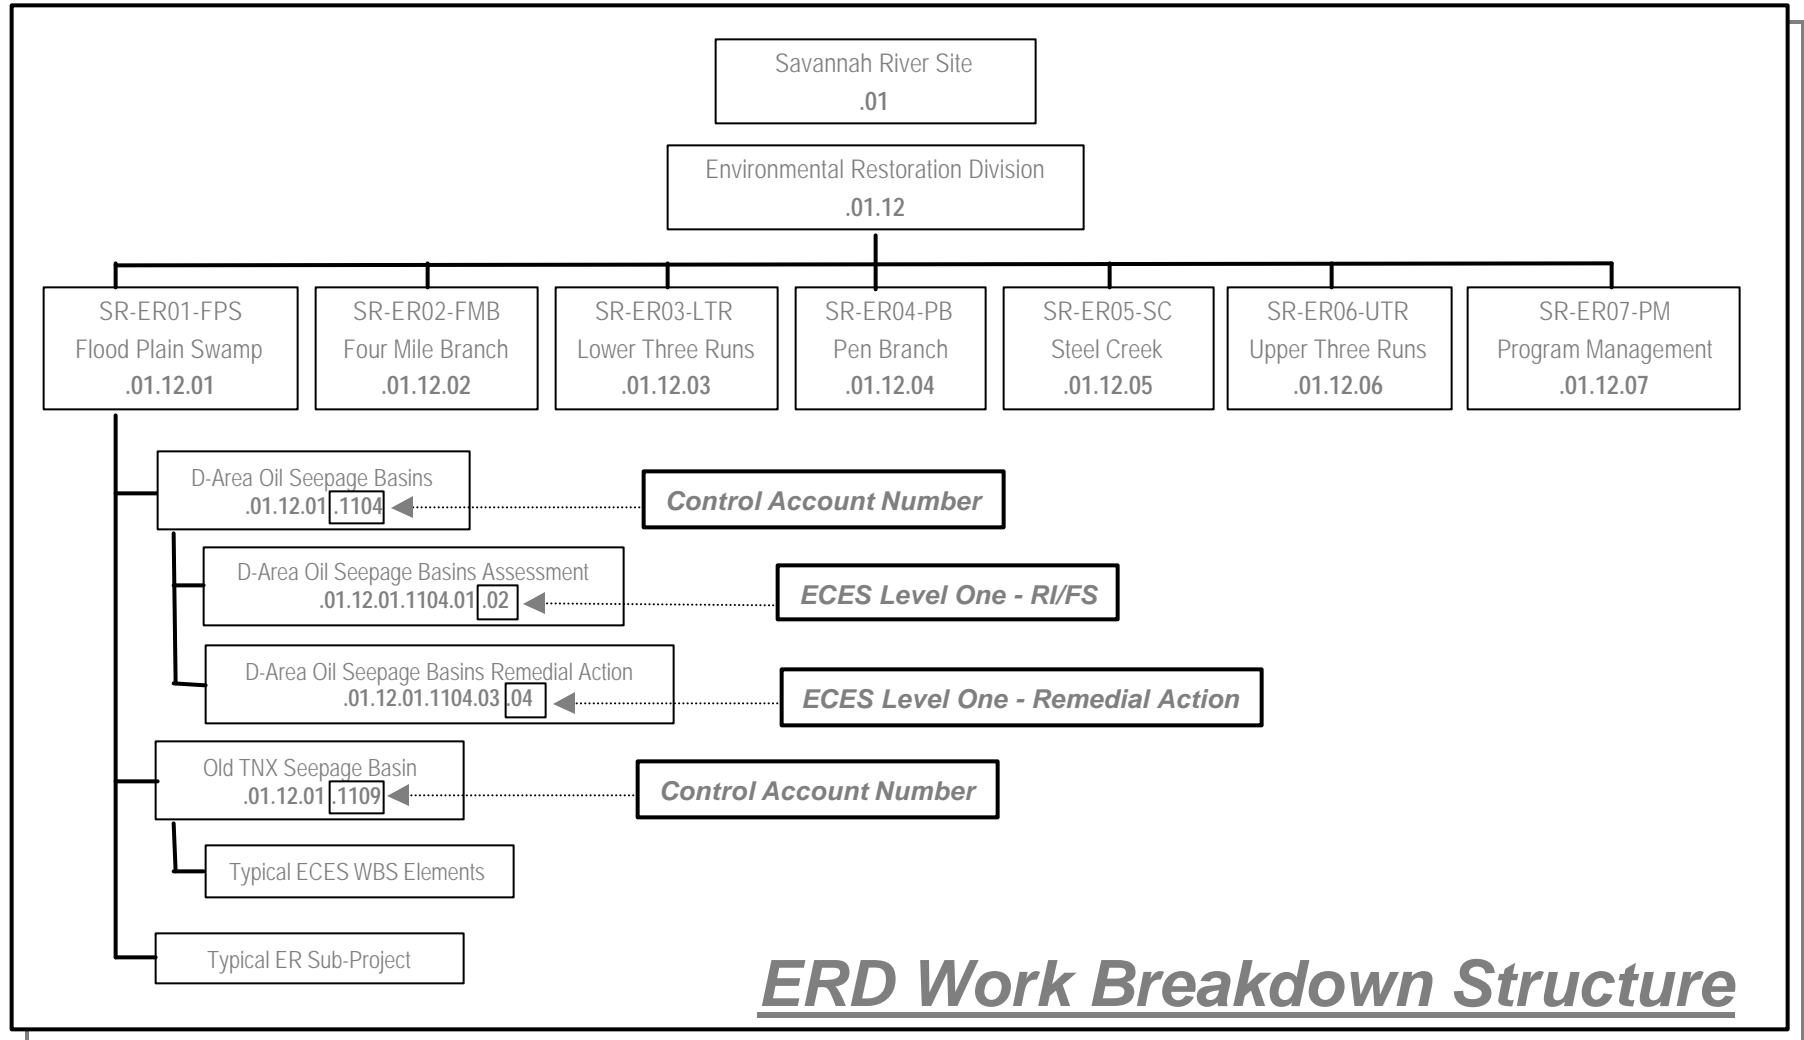 Savannah River Site
.01
Environmental Restoration Division
.01.12
SR-ER01-FPS
Flood Plain Swamp
.01.12.01
SR-ER02-FMB
Four Mile Branch
.01.12.02
SR-ER03-LTR
Lower Three Runs
.01.12.03
SR-ER04-PB
Pen Branch
.01.12.04
SR-ER05-SC
Steel Creek
.01.12.05
SR-ER06-UTR
Upper Three Runs
.01.12.06
SR-ER07-PM
Program Management
.01.12.07
D-Area Oil Seepage Basins
.01.12.01 .1104
Control Account Number
D-Area Oil Seepage Basins Assessment
.01.12.01.1104.01 .02
ECES Level One - RI/FS
D-Area Oil Seepage Basins Remedial Action
.01.12.01.1104.03 .04
ECES Level One - Remedial Action
Old TNX Seepage Basin
.01.12.01 .1109
Control Account Number
Typical ECES WBS Elements
Typical ER Sub-Project
ERD Work Breakdown Structure